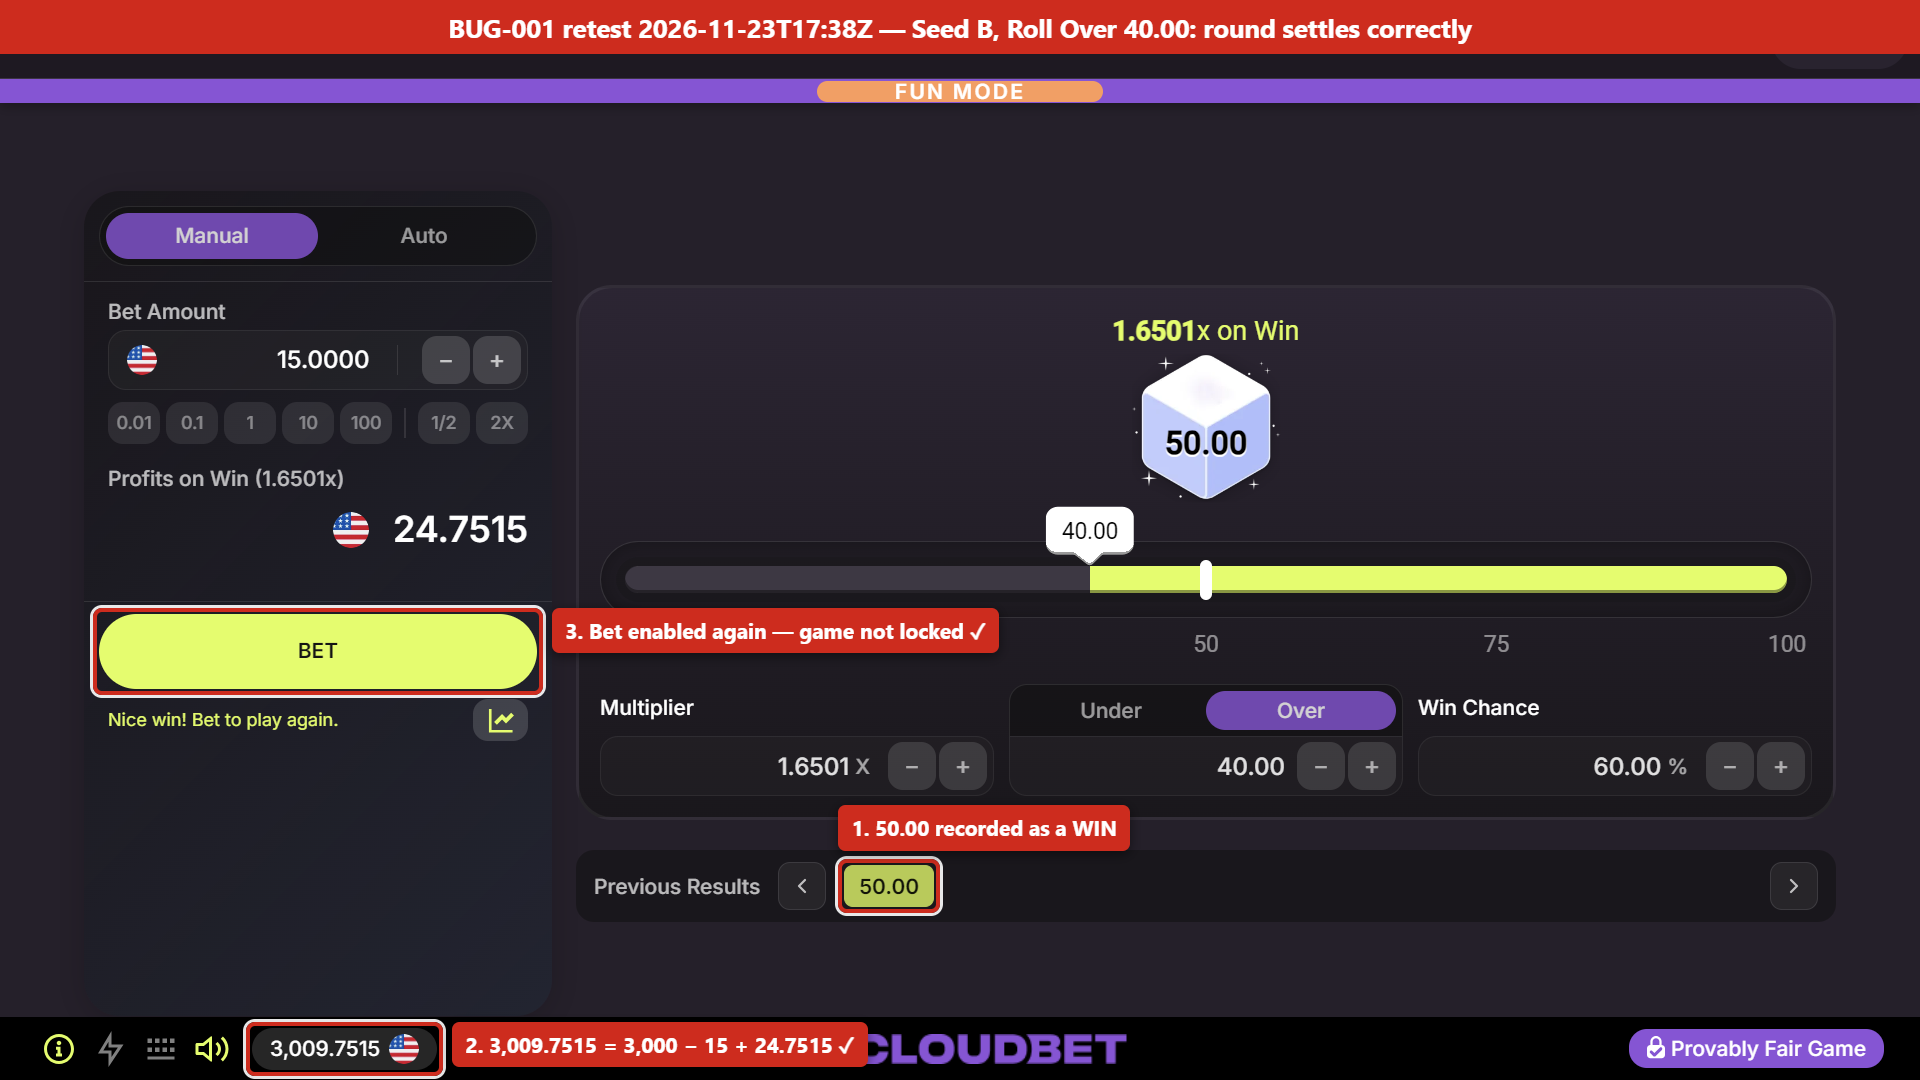 BUG-001 retest 2026-11-23T17:38Z — Seed B, Roll Over 40.00: round settles correctly
FUN MODE
Manual
Auto
Bet Amount
15.0000
−
+
0.01
0.1
1
10
100
1/2
2X
Profits on Win (1.6501x)
24.7515
BET
3. Bet enabled again — game not locked ✓
Nice win! Bet to play again.
1.6501x on Win
50.00
40.00
50
75
100
Multiplier
1.6501 X
−
+
Under
Over
40.00
−
+
Win Chance
60.00 %
−
+
1. 50.00 recorded as a WIN
Previous Results
50.00
3,009.7515
2. 3,009.7515 = 3,000 − 15 + 24.7515 ✓
CLOUDBET
Provably Fair Game